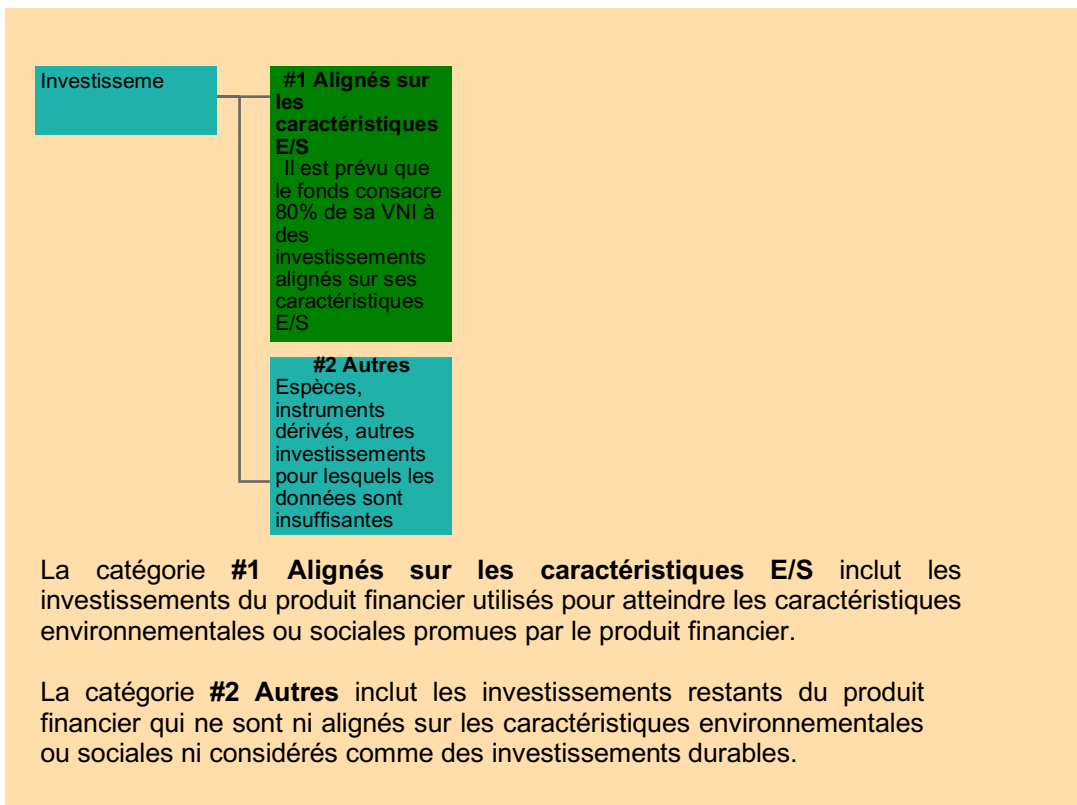 Investisseme
#1 Alignés sur
les
caractéristiques
E/S
Il est prévu que
le fonds consacre
80% de sa VNI à
des
investissements
alignés sur ses
caractéristiques
E/S
#2 Autres
Espèces,
instruments
dérivés, autres
investissements
pour lesquels les
données sont
insuffisantes
La catégorie #1 Alignés sur les caractéristiques E/S inclut les
investissements du produit financier utilisés pour atteindre les caractéristiques
environnementales ou sociales promues par le produit financier.
La catégorie #2 Autres inclut les investissements restants du produit
financier qui ne sont ni alignés sur les caractéristiques environnementales
ou sociales ni considérés comme des investissements durables.